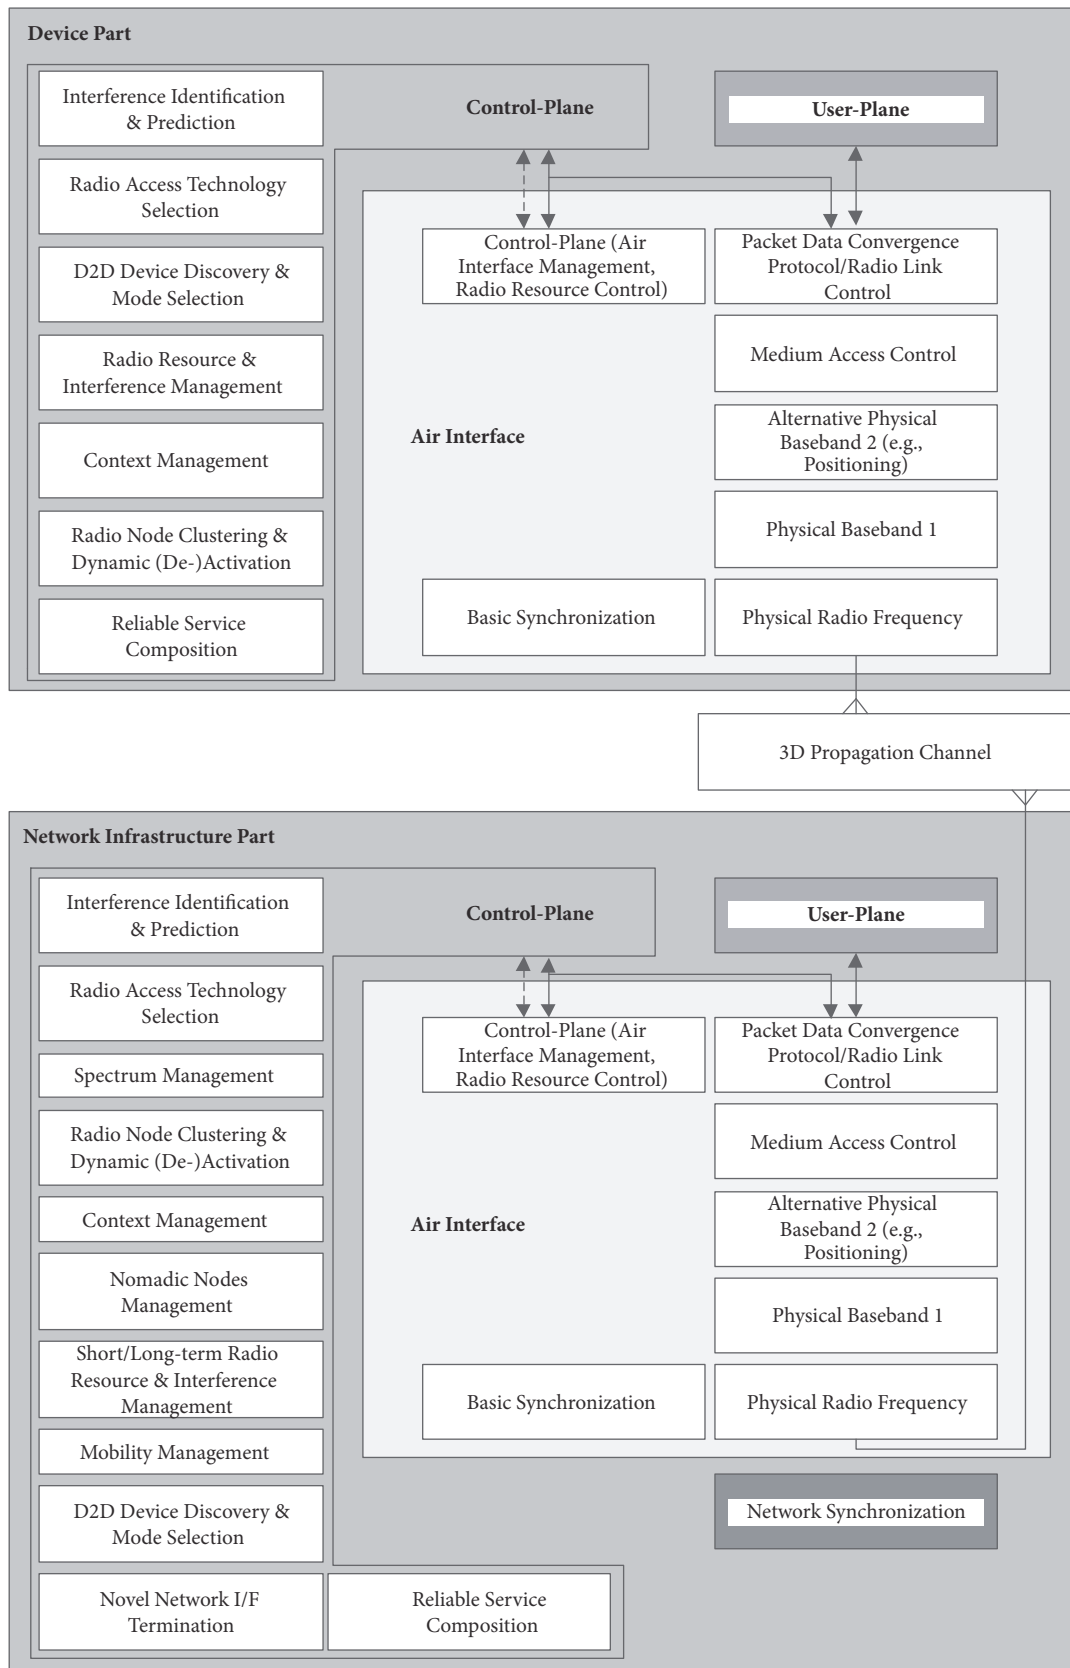 Device Part
Interference Identification
& Prediction
Radio Access Technology
Selection
D2D Device Discovery &
Mode Selection
Radio Resource &
Interference Management
Context Management
Radio Node Clustering &
Dynamic (De-)Activation
Reliable Service
Composition
Control-Plane
User-Plane
Control-Plane (Air
Interface Management,
Radio Resource Control)
Packet Data Convergence
Protocol/Radio Link
Control
Medium Access Control
Air Interface
Alternative Physical
Baseband 2 (e.g.,
Positioning)
Physical Baseband 1
Basic Synchronization
Physical Radio Frequency
3D Propagation Channel
Network Infrastructure Part
Interference Identification
& Prediction
Radio Access Technology
Selection
Spectrum Management
Radio Node Clustering &
Dynamic (De-)Activation
Context Management
Nomadic Nodes
Management
Short/Long-term Radio
Resource & Interference
Management
Mobility Management
D2D Device Discovery &
Mode Selection
Novel Network I/F
Termination
Reliable Service
Composition
Control-Plane
User-Plane
Control-Plane (Air
Interface Management,
Radio Resource Control)
Packet Data Convergence
Protocol/Radio Link
Control
Medium Access Control
Air Interface
Alternative Physical
Baseband 2 (e.g.,
Positioning)
Physical Baseband 1
Basic Synchronization
Physical Radio Frequency
Network Synchronization